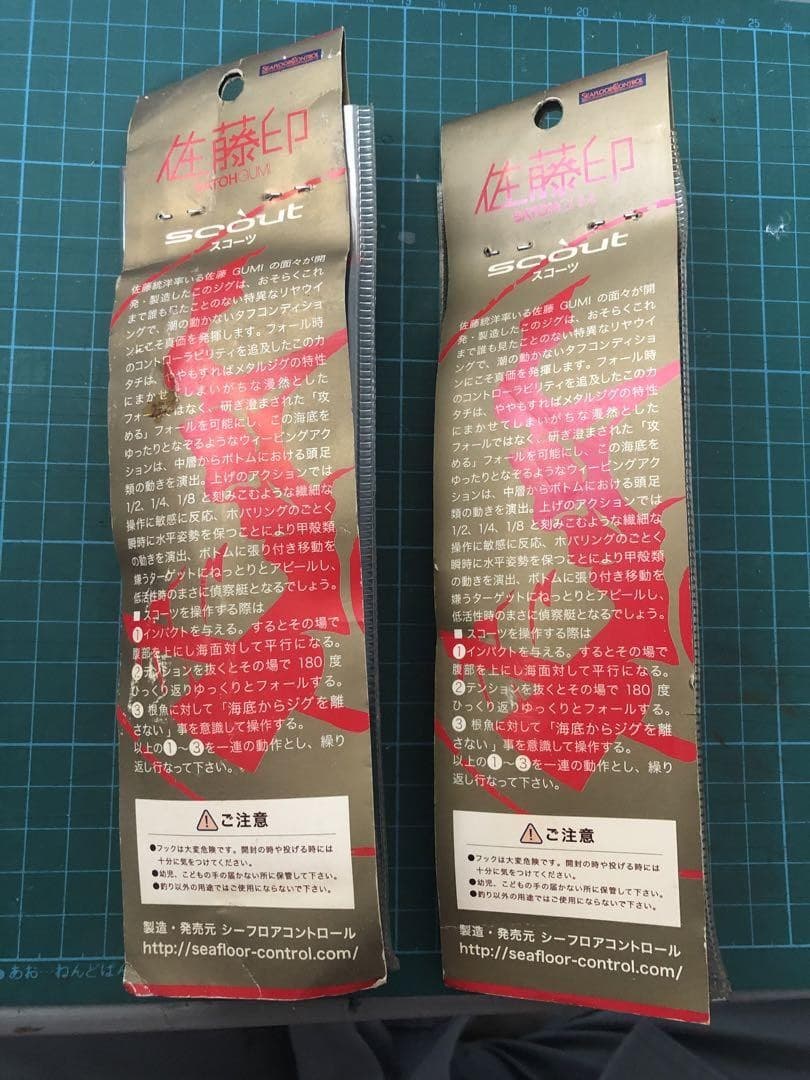 SEAFLOORCONTROL
佐藤印
SATOHGUMI
scout
スコーツ
佐藤統洋率いる佐藤 GUMI の面々が開
発・製造したこのジグは、おそらくこれ
まで誰も見たことのない特異なリヤウイ
ングで、潮の動かないタフコンディショ
ンにこそ真価を発揮します。フォール時
のコントローラビリティを追及したこのカ
タチは、ややもすればメタルジグの特性
にまかせてしまいがちな漫然とした
フォールではなく、研ぎ澄まされた「攻
める」フォールを可能にし、この海底を
ゆったりとなぞるようなウィービングアク
ションは、中層からボトムにおける頭足
類の動きを演出。上げのアクションでは
1/2, 1/4, 1/8 と刻みこむような繊細な
操作に敏感に反応、ホバリングのごとく
瞬時に水平姿勢を保つことにより甲殻類
の動きを演出、ボトムに張り付き移動を
嫌うターゲットにねっとりとアピールし、
低活性時のまさに偵察艇となるでしょう。
■スコーツを操作する際は
①インパクトを与える。するとその場で
腹部を上にし海面対して平行になる。
②テンションを抜くとその場で 180 度
ひっくり返りゆっくりとフォールする。
③ 根魚に対して「海底からジグを離
さない」事を意識して操作する。
以上の①〜③を一連の動作とし、繰り
返し行なって下さい。
ご注意
●フックは大変危険です。開封の時や投げる時には
十分に気をつけてください。
●幼児、こどもの手の届かない所に保管して下さい。
●釣り以外の用途ではご使用にならないで下さい。
製造・発売元 シーフロアコントロール
http://seafloor-control.com/
SEAFLOORCONTROL
佐藤印
scout
スコーツ
佐藤統洋率いる佐藤 GUMI の面々が開
発・製造したこのジグは、おそらくこれ
まで誰も見たことのない特異なリヤウイ
ングで、潮の動かないタフコンディショ
ンにこそ真価を発揮します。フォール時
のコントローラビリティを追及したこのカ
タチは、ややもすればメタルジグの特性
にまかせてしまいがちな漫然とした
フォールではなく、研ぎ澄まされた「攻
める」フォールを可能にし、この海底を
ゆったりとなぞるようなウィービングアク
ションは、中層からボトムにおける頭足
類の動きを演出。上げのアクションでは
1/2, 1/4, 1/8 と刻みこむような繊細な
操作に敏感に反応、ホバリングのごとく
瞬時に水平姿勢を保つことにより甲殻類
の動きを演出、ボトムに張り付き移動を
嫌うターゲットにねっとりとアピールし、
低活性時のまさに偵察艇となるでしょう。
■スコーツを操作する際は
①インパクトを与える。するとその場で
腹部を上にし海面対して平行になる。
②テンションを抜くとその場で 180 度
ひっくり返りゆっくりとフォールする。
③ 根魚に対して「海底からジグを離
さない」事を意識して操作する。
以上の①〜③を一連の動作とし、繰り
返し行なって下さい。
ご注意
●フックは大変危険です。開封の時や投げる時には
十分に気をつけてください。
●幼児、こどもの手の届かない所に保管して下さい。
●釣り以外の用途ではご使用にならないで下さい。
製造・発売元 シーフロアコントロール
http://seafloor-control.com/